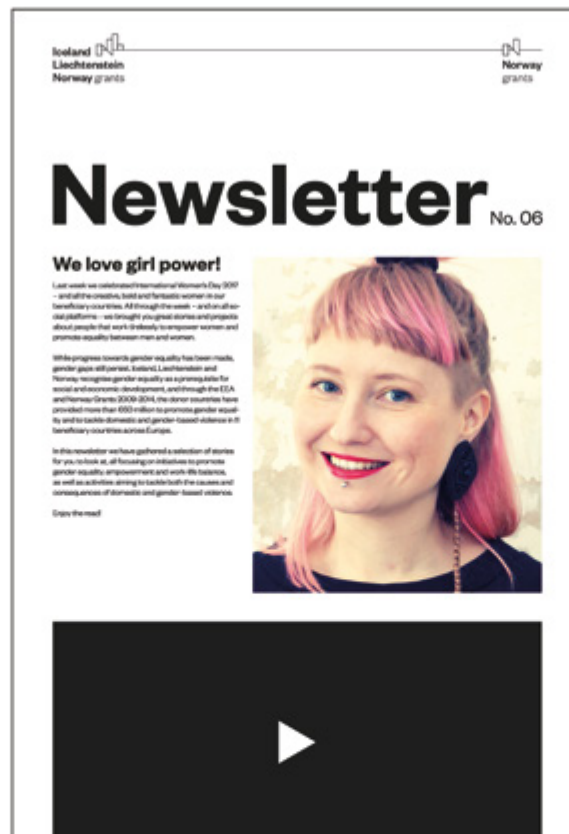 Iceland
Liechtenstein
Norway grants
Norway
grants
Newsletter No. 06
We love girl power!
Last week we celebrated International Women's Day 2017
– and all the creative, bold and fantastic women in our
beneficiary countries. All through the week – and on all so-
cial platforms – we brought you great stories and projects
about people that work tirelessly to empower women and
promote equality between men and women.
While progress towards gender equality has been made,
gender gaps still persist. Iceland, Liechtenstein and
Norway recognise gender equality as a prerequisite for
social and economic development, and through the EEA
and Norway Grants 2009-2014, the donor countries have
provided more than million to promote gender equal-
ity and to tackle domestic and gender-based-violence in 11
beneficiary countries across Europe.
In this newsletter we have gathered a selection of stories
for you to look at, all focusing on initiatives to promote
gender equality, empowerment and work-life balance,
as well as activities aiming to tackle both the causes and
consequences of domestic and gender-based violence.
Enjoy the read!